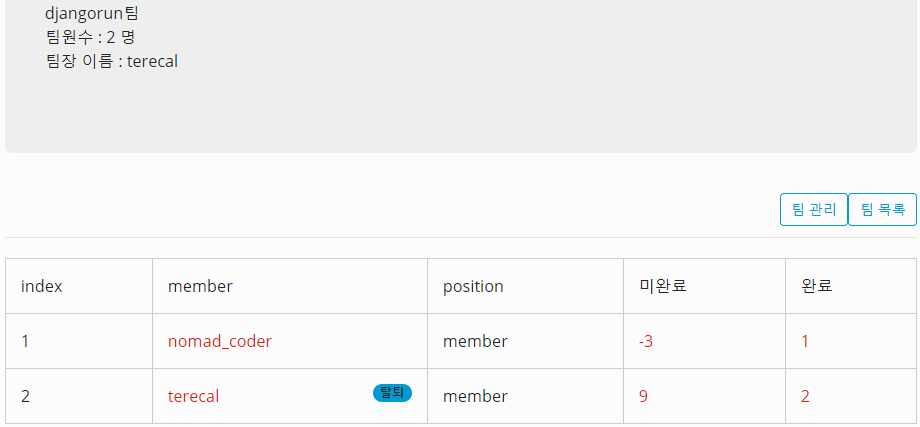 djangorun팀
팀원수 : 2 명
팀장 이름 : terecal
팀 관리 팀 목록
index member position 미완료 완료
1 nomad_coder member -3 1
2 terecal 탈퇴 member 9 2